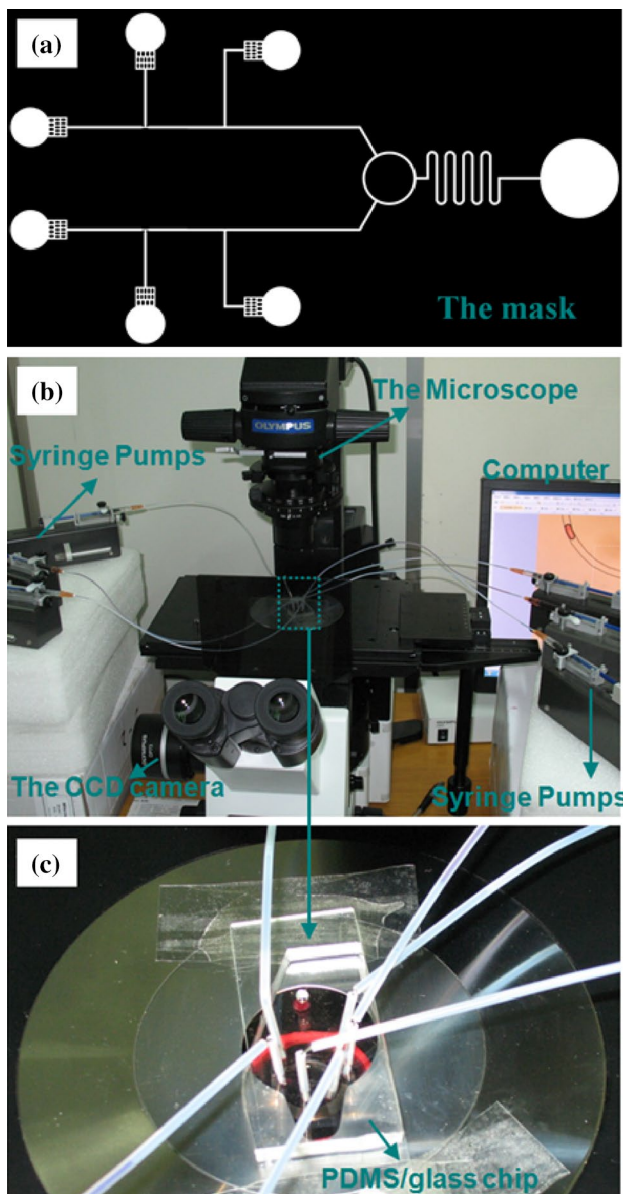 (a)
The mask
(b)
The Microscope
OLYMPUS
Syringe Pumps
Computer
The CCD camera
Syringe Pumps
(c)
PDMS/glass chip